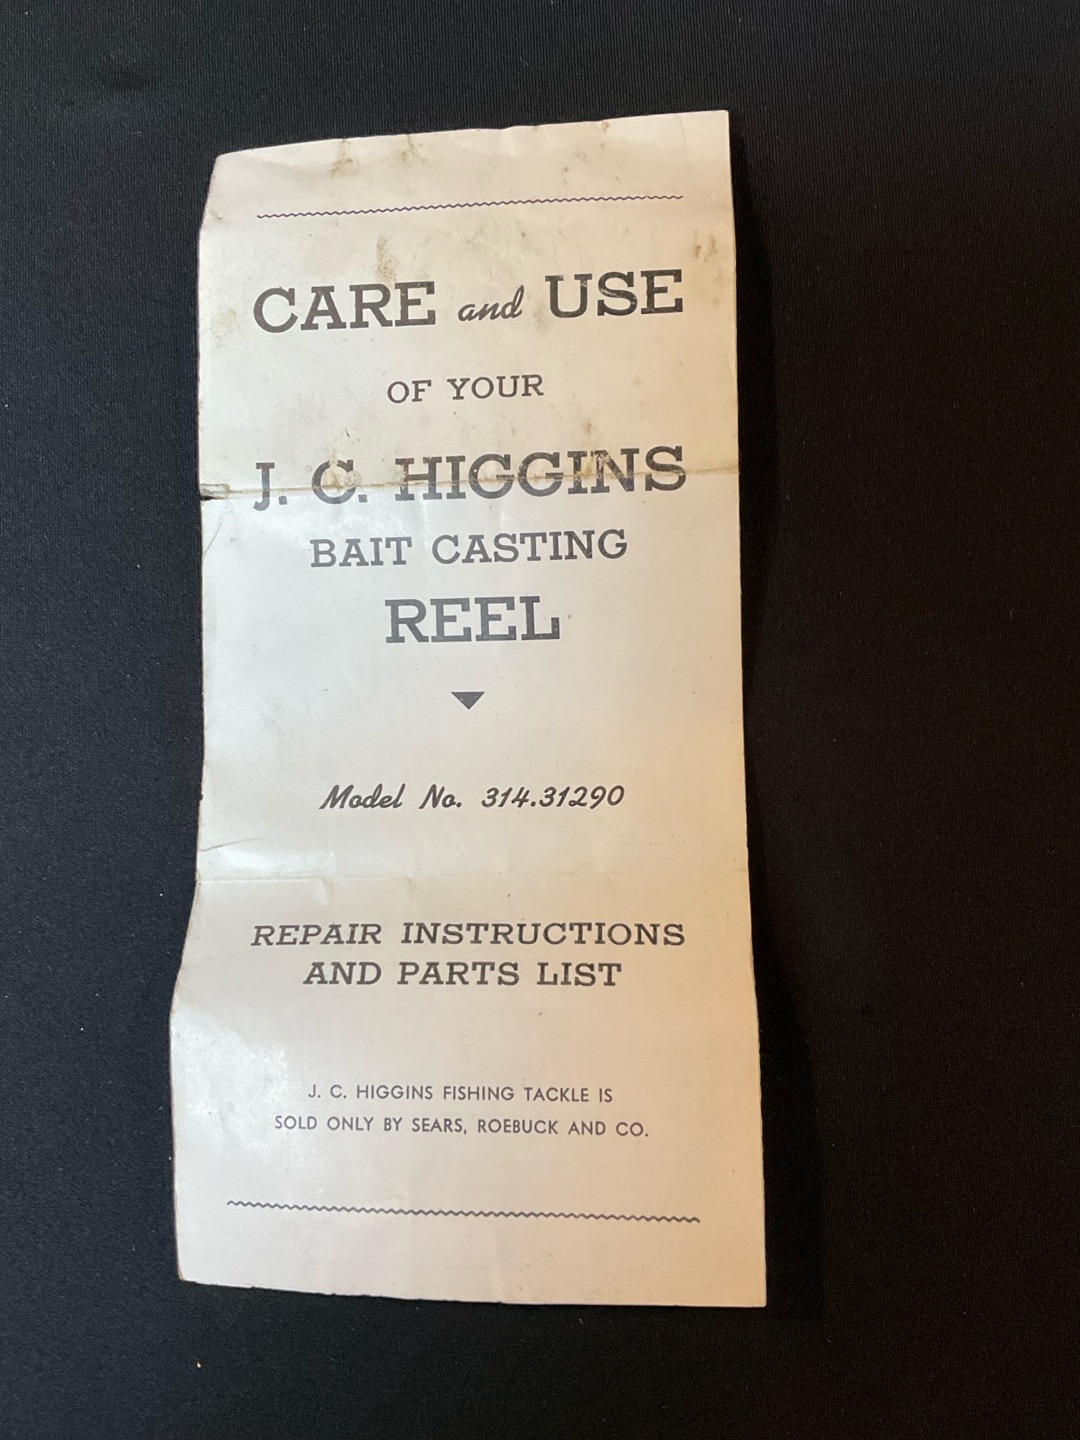 CARE and USE
OF YOUR
J. C. HIGGINS
BAIT CASTING
REEL
Model No. 314.31290
REPAIR INSTRUCTIONS
AND PARTS LIST
J. C. HIGGINS FISHING TACKLE IS
SOLD ONLY BY SEARS, ROEBUCK AND CO.